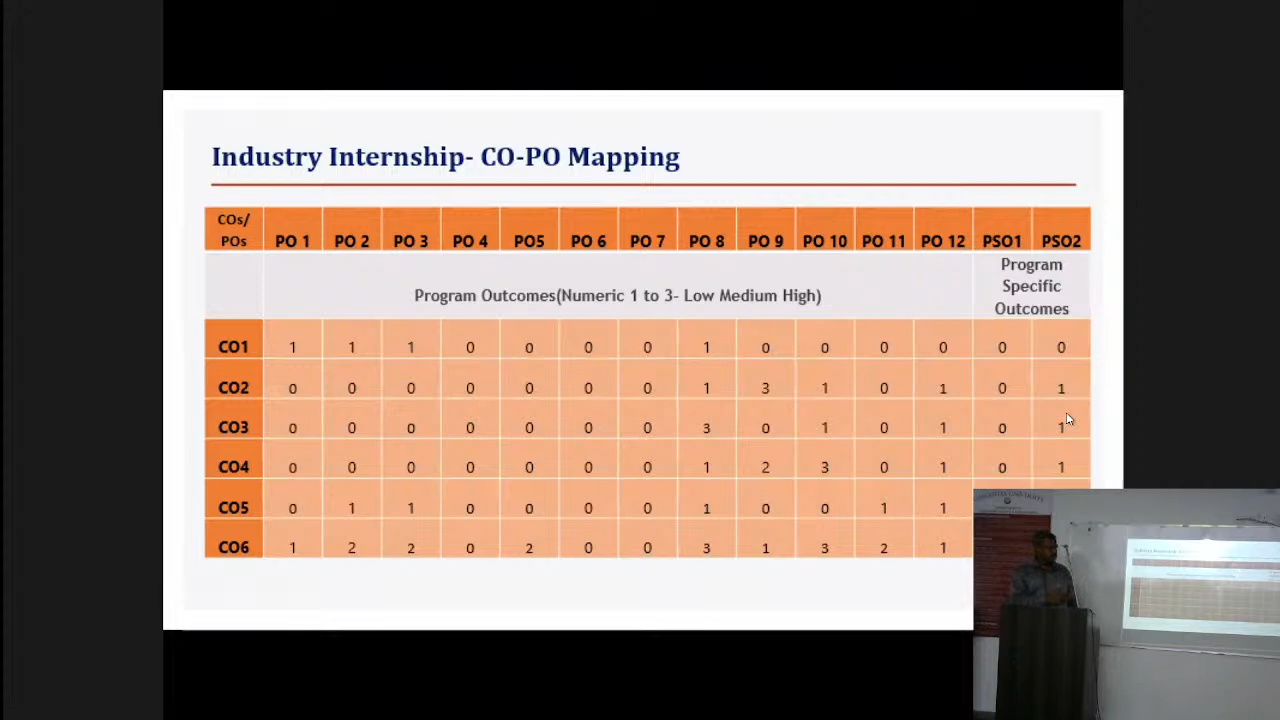 Industry Internship- CO-PO Mapping
COs/
POs PO 1 PO 2 PO 3 PO 4 PO5 PO 6 PO 7 PO 8 PO 9 PO 10 PO 11 PO 12 PSO1 PSO2
Program Outcomes(Numeric 1 to 3- Low Medium High)
Program
Specific
Outcomes
CO1 1 1 1 0 0 0 0 1 0 0 0 0 0 0
CO2 0 0 0 0 0 0 0 1 3 1 0 1 0 1
CO3 0 0 0 0 0 0 0 3 0 1 0 1 0 1
CO4 0 0 0 0 0 0 0 1 2 3 0 1 0 1
CO5 0 1 1 0 0 0 0 1 0 0 1 1
CO6 1 2 2 0 2 0 0 3 1 3 2 1